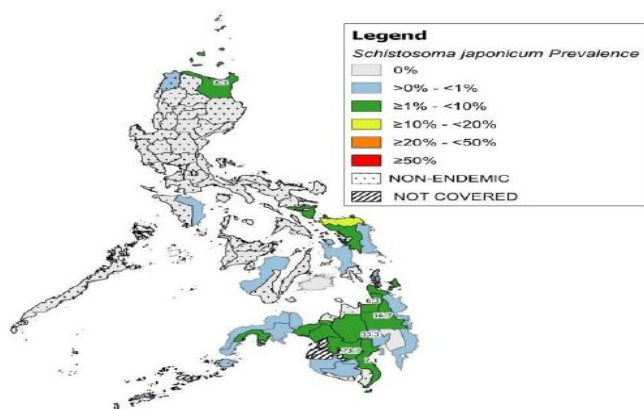 Legend
Schistosoma japonicum Prevalence
0%
>0% - <1%
≥1% - <10%
≥10% - <20%
≥20% - <50%
≥50%
NON-ENDEMIC
NOT COVERED